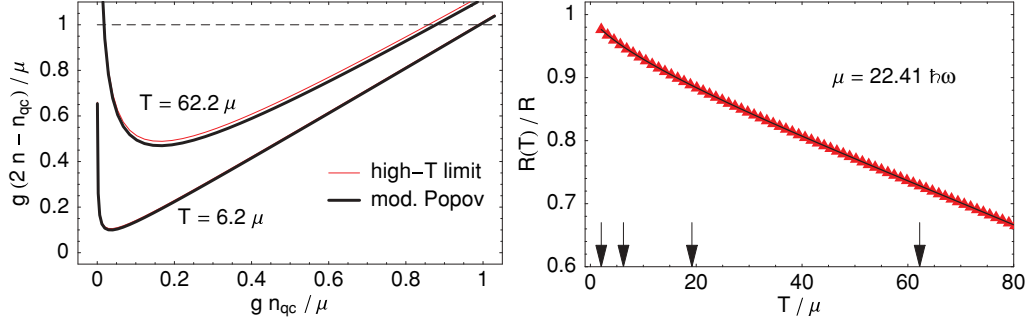 g (2 n − n_qc) / μ
1
0.8
0.6
0.4
0.2
0
T = 62.2 μ
high−T limit
mod. Popov
T = 6.2 μ
0 0.2 0.4 0.6 0.8 1
g n_qc / μ
R(T) / R
1
0.9
0.8
0.7
0.6
μ = 22.41 ħω
0 20 40 60 80
T / μ